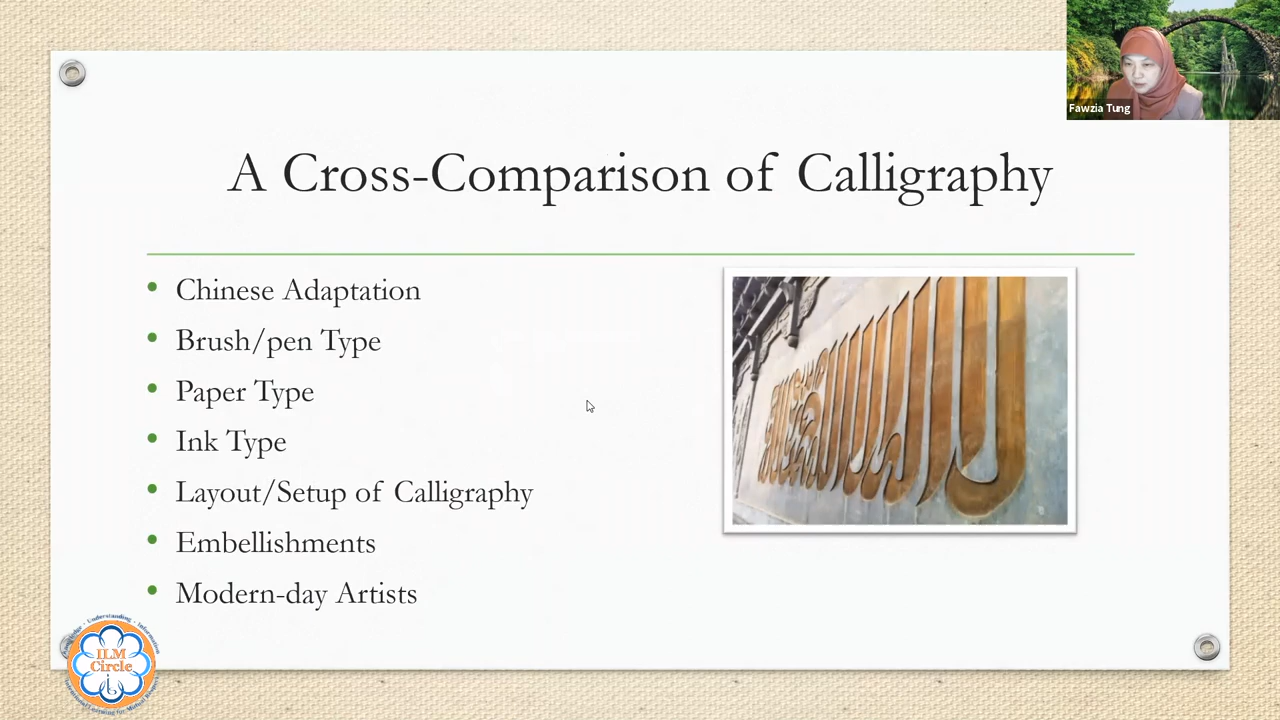 Fawzia Tung
A Cross-Comparison of Calligraphy
• Chinese Adaptation
• Brush/pen Type
• Paper Type
• Ink Type
• Layout/Setup of Calligraphy
• Embellishments
• Modern-day Artists
ILM
Circle